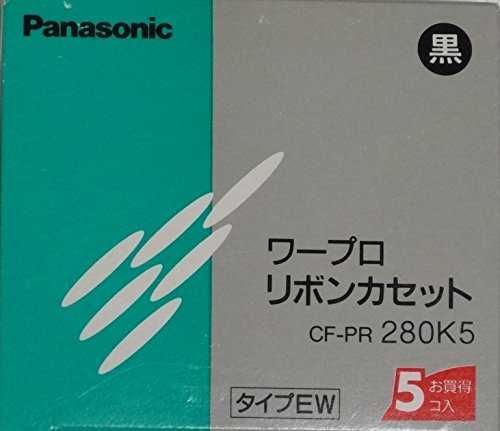 Panasonic
黒
ワープロ
リボンカセット
CF-PR 280K5
タイプEW
5 お買得
コ入